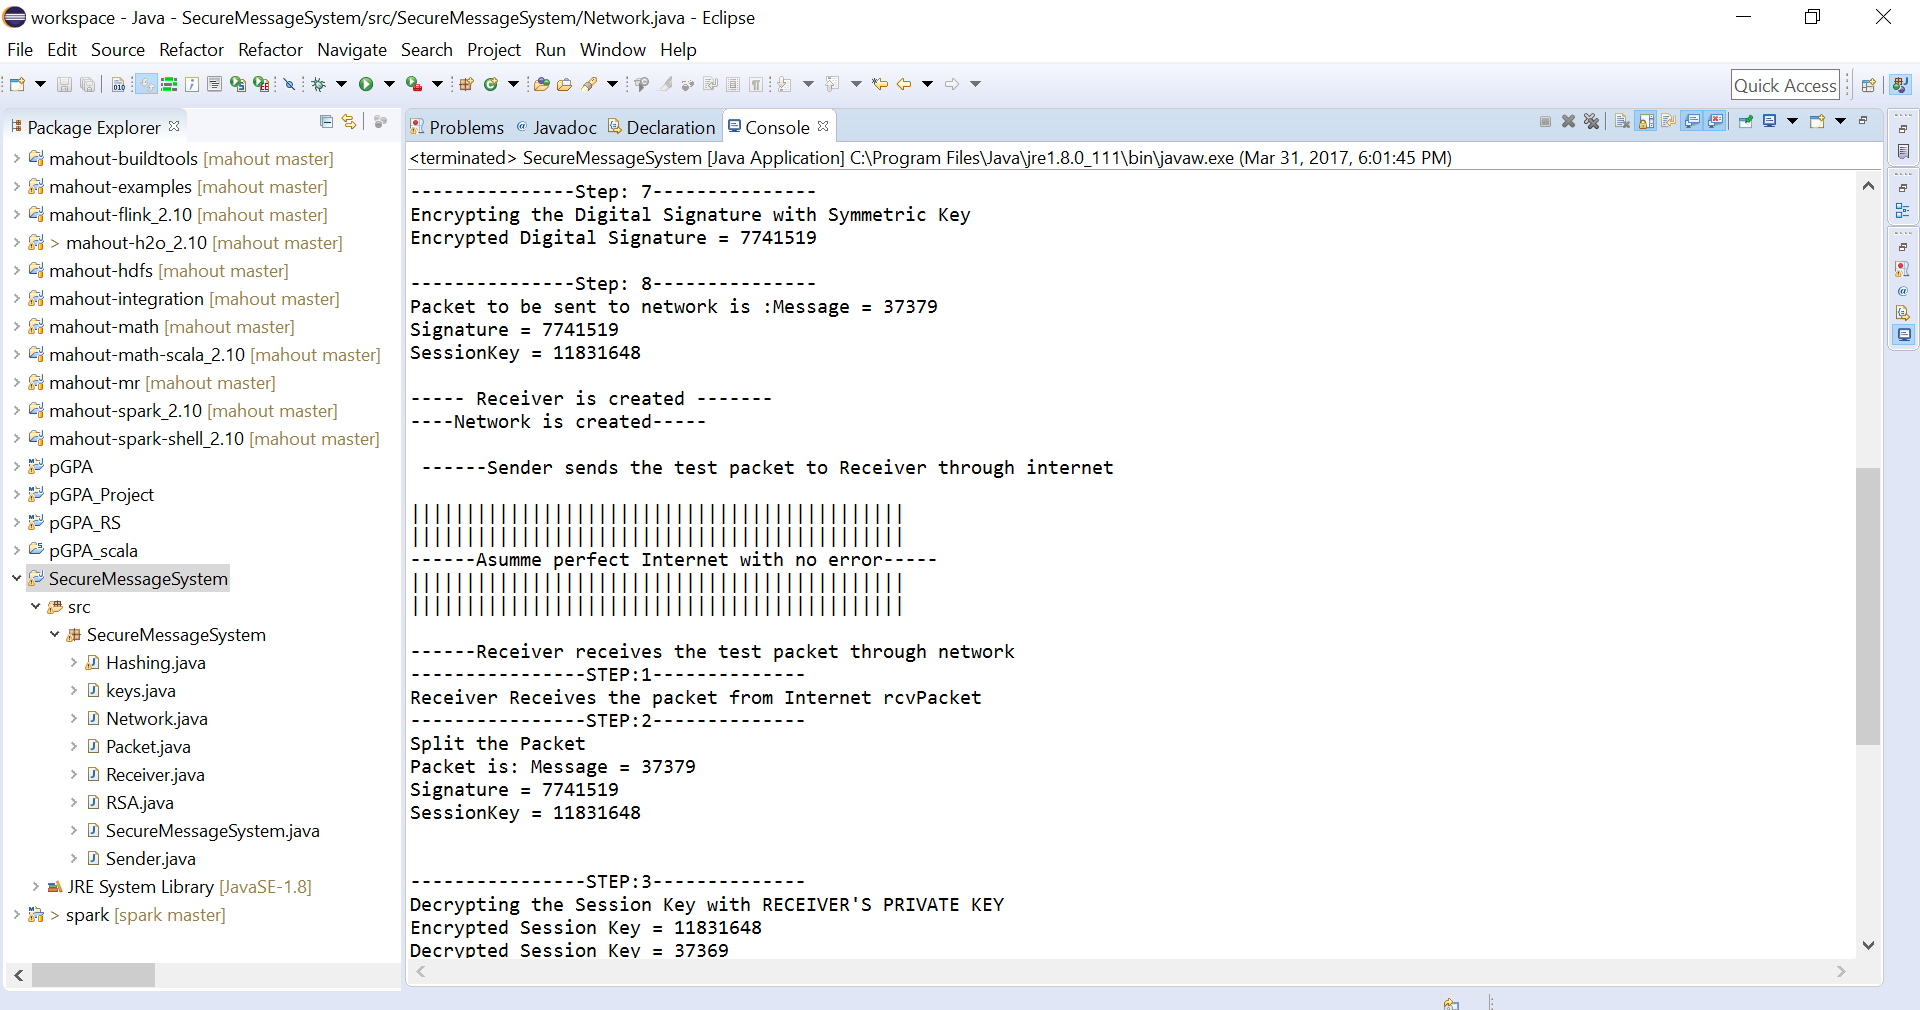 workspace - Java - SecureMessageSystem/src/SecureMessageSystem/Network.java - Eclipse
File Edit Source Refactor Refactor Navigate Search Project Run Window Help
Quick Access
Package Explorer
mahout-buildtools [mahout master]
mahout-examples [mahout master]
mahout-flink_2.10 [mahout master]
> mahout-h2o_2.10 [mahout master]
mahout-hdfs [mahout master]
mahout-integration [mahout master]
mahout-math [mahout master]
mahout-math-scala_2.10 [mahout master]
mahout-mr [mahout master]
mahout-spark_2.10 [mahout master]
mahout-spark-shell_2.10 [mahout master]
pGPA
pGPA_Project
pGPA_RS
pGPA_scala
SecureMessageSystem
src
SecureMessageSystem
Hashing.java
keys.java
Network.java
Packet.java
Receiver.java
RSA.java
SecureMessageSystem.java
Sender.java
JRE System Library [JavaSE-1.8]
> spark [spark master]
Problems Javadoc Declaration Console
<terminated> SecureMessageSystem [Java Application] C:\Program Files\Java\jre1.8.0_111\bin\javaw.exe (Mar 31, 2017, 6:01:45 PM)
---------------Step: 7---------------
Encrypting the Digital Signature with Symmetric Key
Encrypted Digital Signature = 7741519
---------------Step: 8---------------
Packet to be sent to network is :Message = 37379
Signature = 7741519
SessionKey = 11831648
----- Receiver is created -------
----Network is created-----
------Sender sends the test packet to Receiver through internet
|||||||||||||||||||||||||||||||||||||||||||||
|||||||||||||||||||||||||||||||||||||||||||||
------Asumme perfect Internet with no error-----
|||||||||||||||||||||||||||||||||||||||||||||
|||||||||||||||||||||||||||||||||||||||||||||
------Receiver receives the test packet through network
----------------STEP:1--------------
Receiver Receives the packet from Internet rcvPacket
----------------STEP:2--------------
Split the Packet
Packet is: Message = 37379
Signature = 7741519
SessionKey = 11831648
----------------STEP:3--------------
Decrypting the Session Key with RECEIVER'S PRIVATE KEY
Encrypted Session Key = 11831648
Decrypted Session Key = 37369